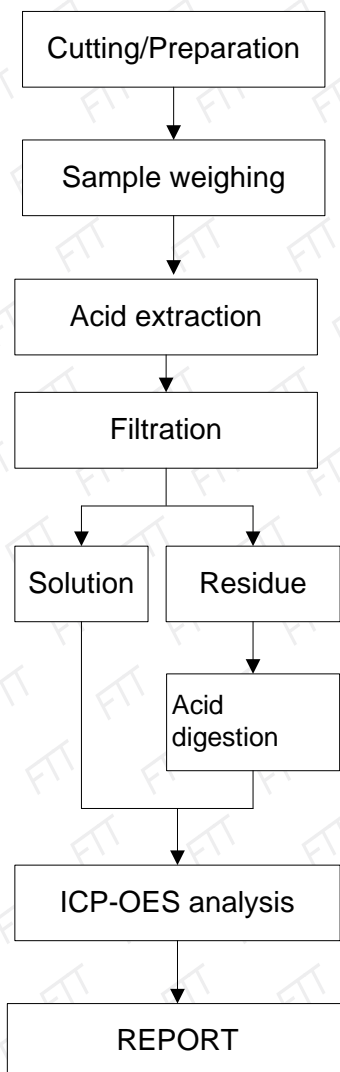 Cutting/Preparation
Sample weighing
Acid extraction
Filtration
Solution
Residue
Acid
digestion
ICP-OES analysis
REPORT